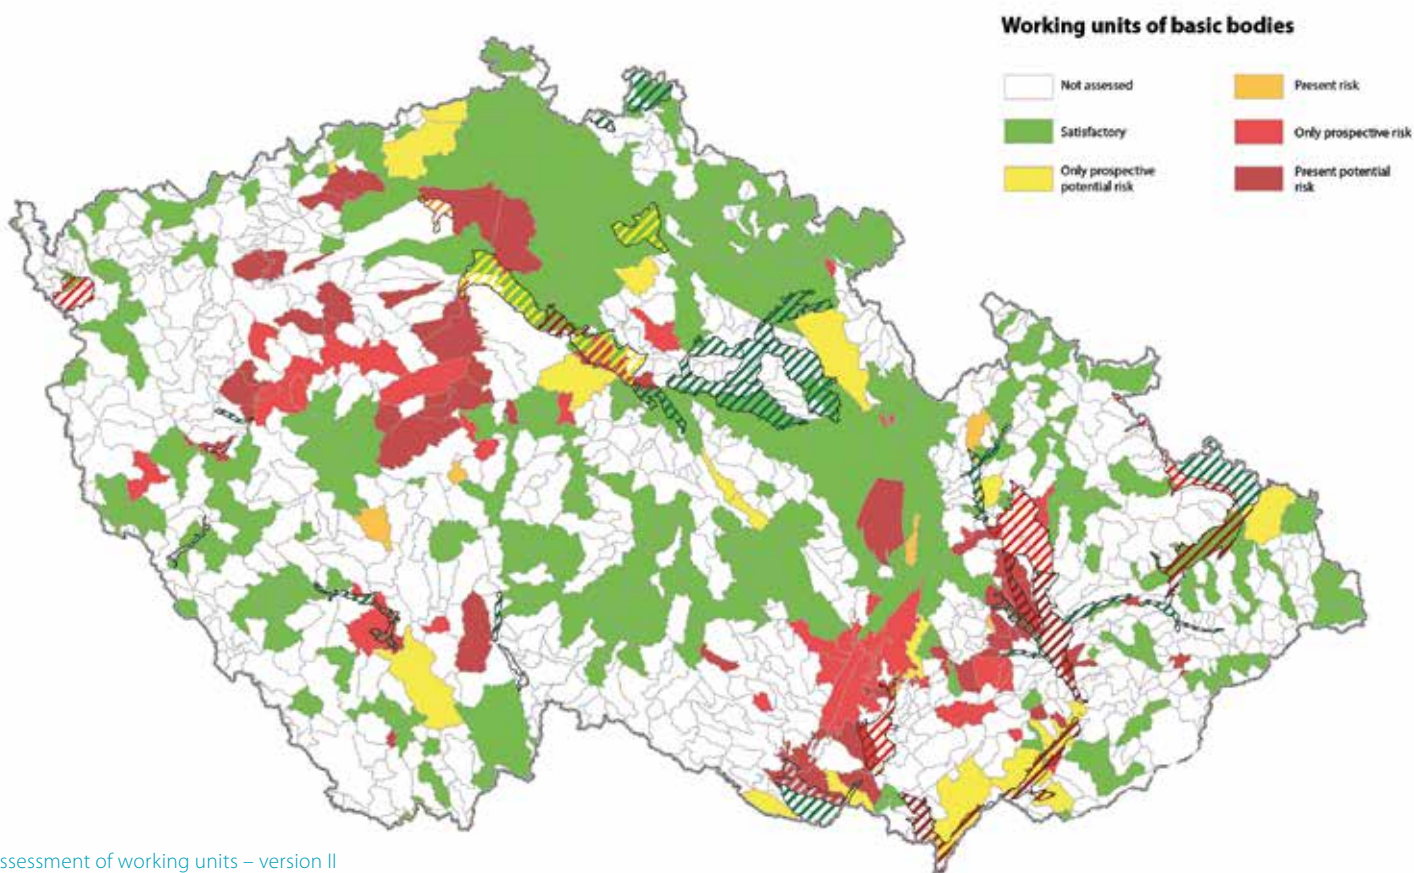 Working units of basic bodies
Not assessed
Present risk
Satisfactory
Only prospective risk
Only prospective
potential risk
Present potential
risk
ssessment of working units – version II